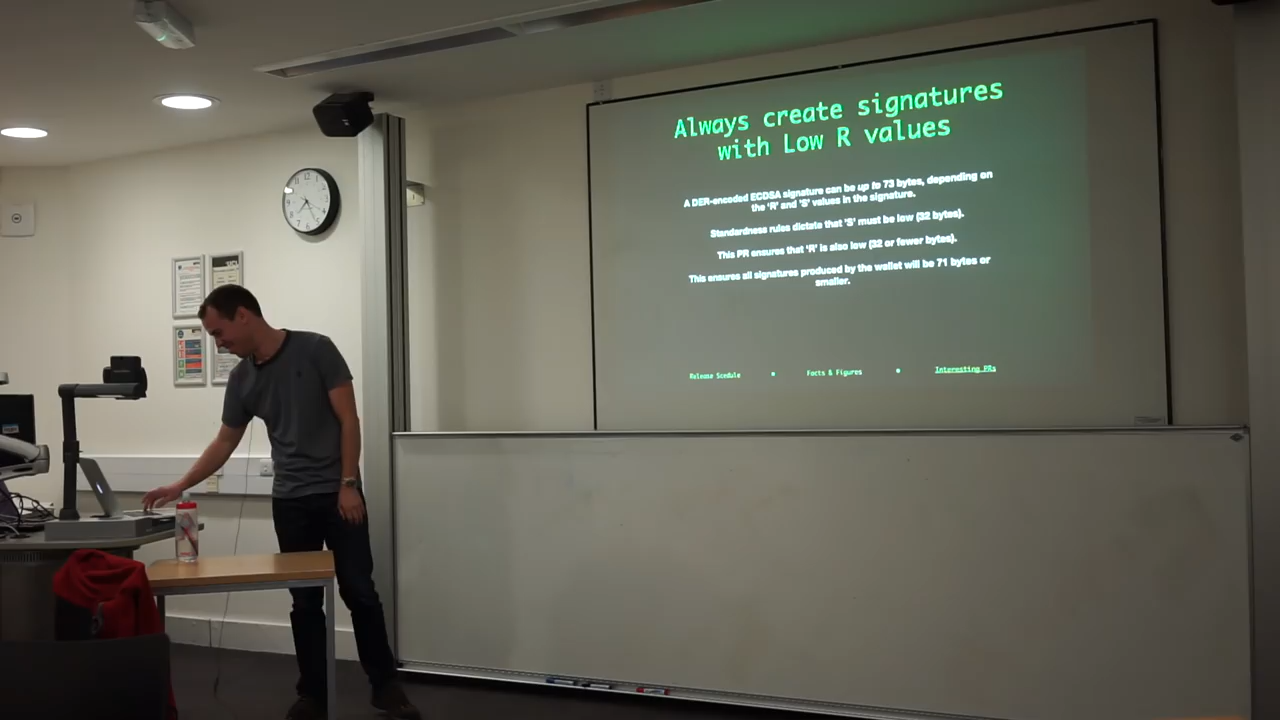 Always create signatures
with Low R values
A DER-encoded ECDSA signature can be up to 73 bytes, depending on
the 'R' and 'S' values in the signature.
Standardness rules dictate that 'S' must be low (32 bytes).
This PR ensures that 'R' is also low (32 or fewer bytes).
This ensures all signatures produced by the wallet will be 71 bytes or
smaller.
Release Scedule • Facts & Figures • Interesting PRs